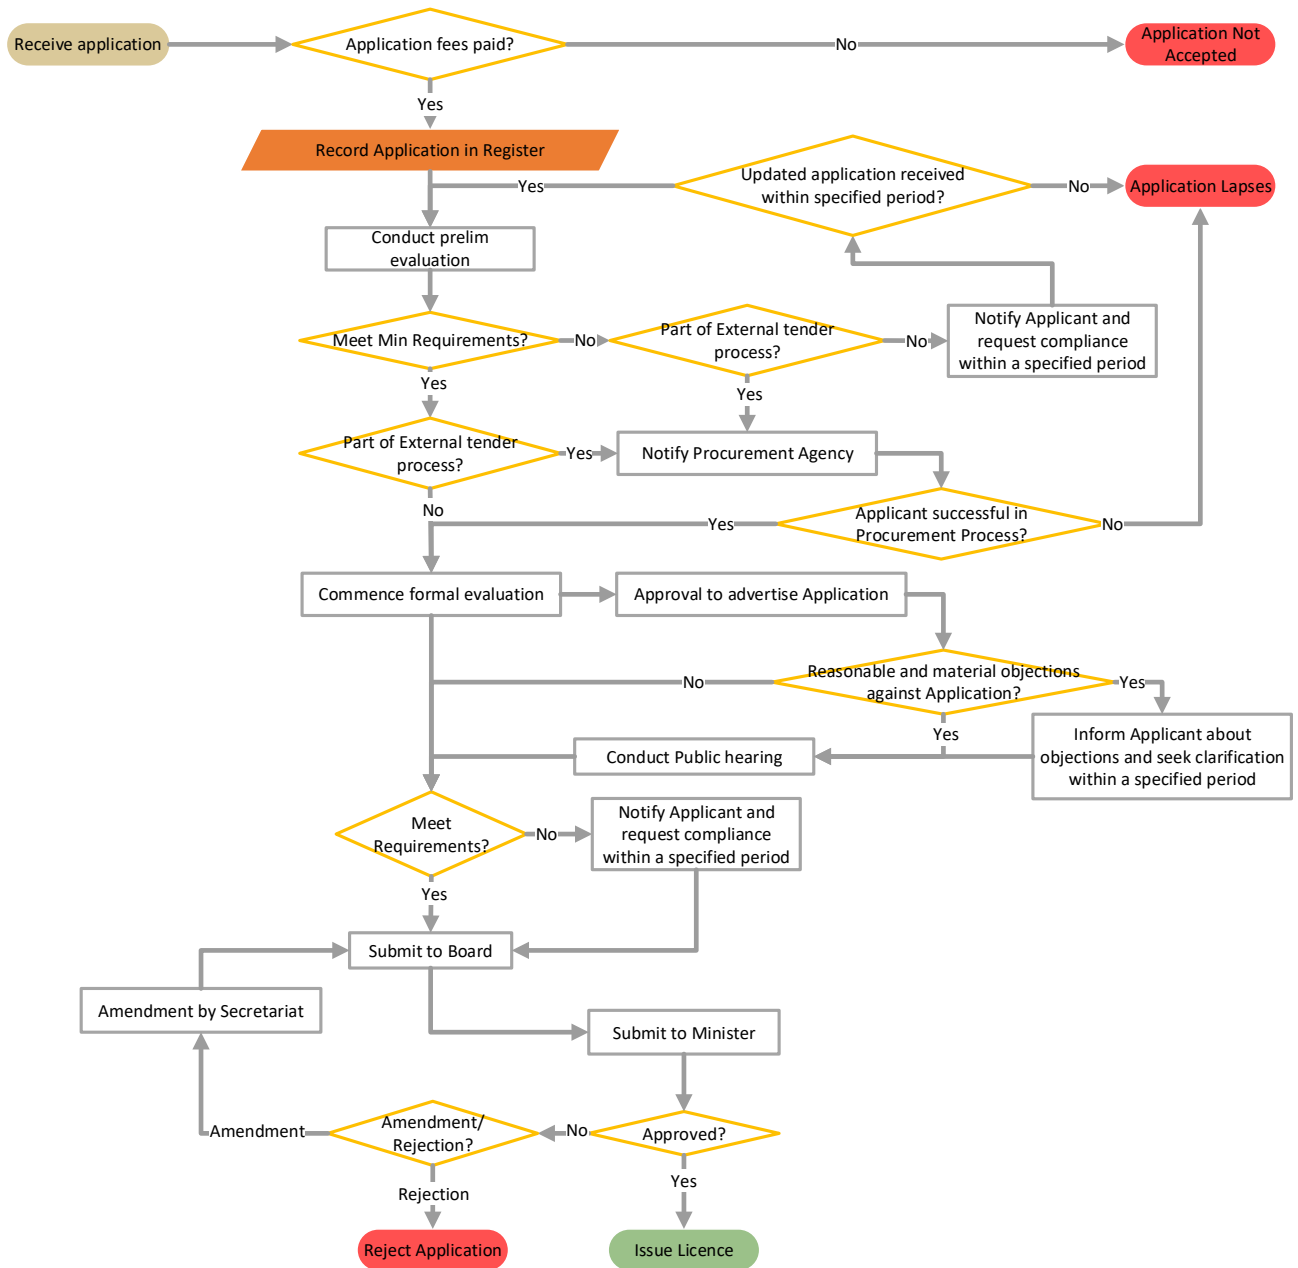 Receive application
Application fees paid?
No
Application Not
Accepted
Yes
Record Application in Register
Updated application received
within specified period?
Yes
No
Application Lapses
Conduct prelim
evaluation
Meet Min Requirements?
No
Part of External tender
process?
No
Notify Applicant and
request compliance
within a specified period
Yes
Yes
Part of External tender
process?
Yes
Notify Procurement Agency
No
Yes
Applicant successful in
Procurement Process?
No
Commence formal evaluation
Approval to advertise Application
No
Reasonable and material objections
against Application?
Yes
Yes
Conduct Public hearing
Inform Applicant about
objections and seek clarification
within a specified period
Meet
Requirements?
No
Notify Applicant and
request compliance
within a specified period
Yes
Submit to Board
Amendment by Secretariat
Submit to Minister
Amendment
Amendment/
Rejection?
No
Approved?
Rejection
Yes
Reject Application
Issue Licence